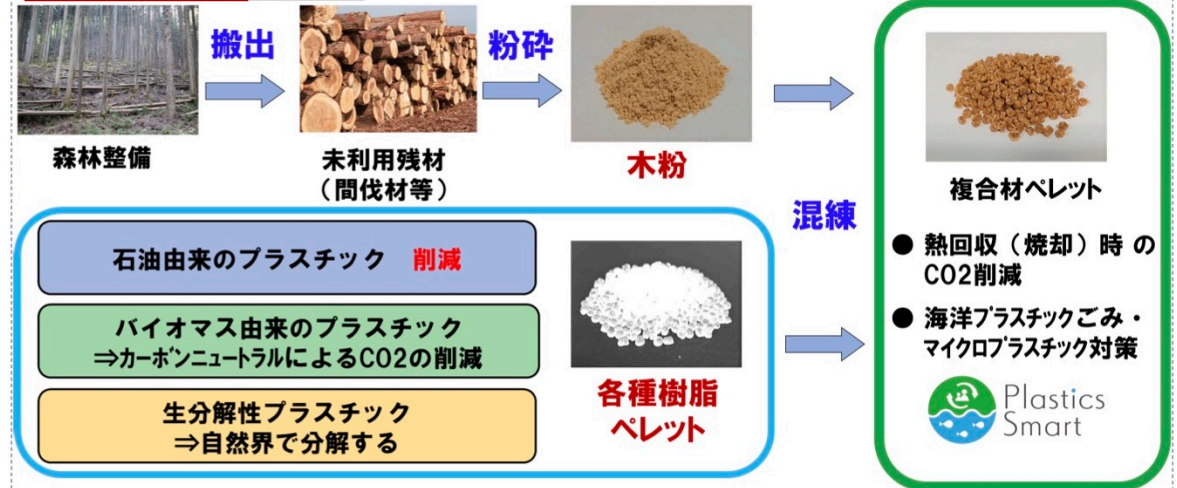 搬出
粉砕
森林整備
未利用残材
（間伐材等）
木粉
混練
複合材ペレット
石油由来のプラスチック 削減
バイオマス由来のプラスチック
⇒カーボンニュートラルによるCO2の削減
生分解性プラスチック
⇒自然界で分解する
各種樹脂
ペレット
● 熱回収（焼却）時 の
CO2削減
● 海洋プラスチックごみ・
マイクロプラスチック対策
Plastics
Smart